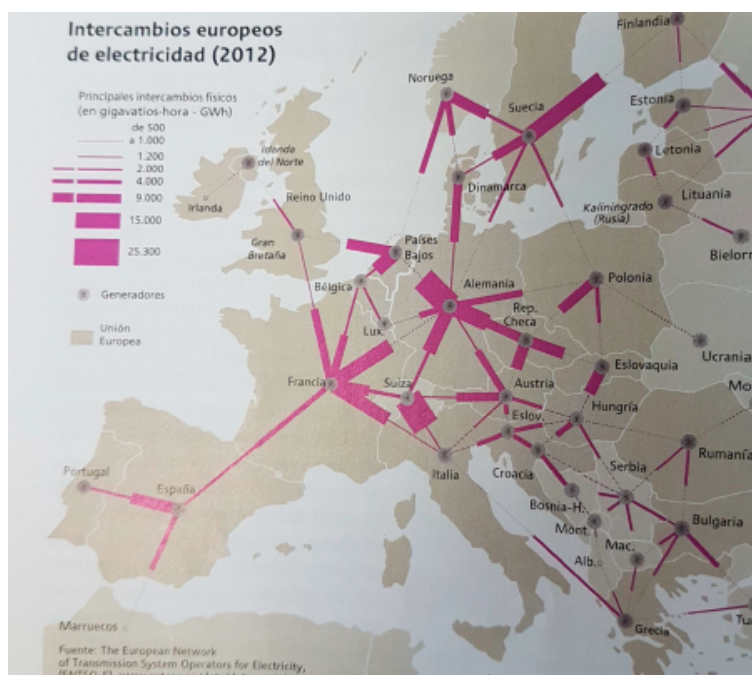 Intercambios europeos
de electricidad (2012)
Principales intercambios físicos
(en gigavatios-hora - GWh)
de 500
a 1.000
1.200
2.000
4.000
9.000
15.000
25.300
Generadores
Unión
Europea
Finlandia
Noruega
Suecia
Estonia
Letonia
Irlanda
del Norte
Dinamarca
Lituania
Irlanda
Reino Unido
Kaliningrado
(Rusia)
Gran
Bretaña
Países
Bajos
Bielorr
Bélgica
Alemania
Polonia
Rep.
Checa
Lux.
Ucrania
Eslovaquia
Francia
Suiza
Austria
Mo
Eslov.
Hungría
Rumanía
Portugal
España
Italia
Croacia
Serbia
Bosnia-H.
Mont.
Bulgaria
Mac.
Alb.
Marruecos
Grecia
Tu
Fuente: The European Network
of Transmission System Operators for Electricity,